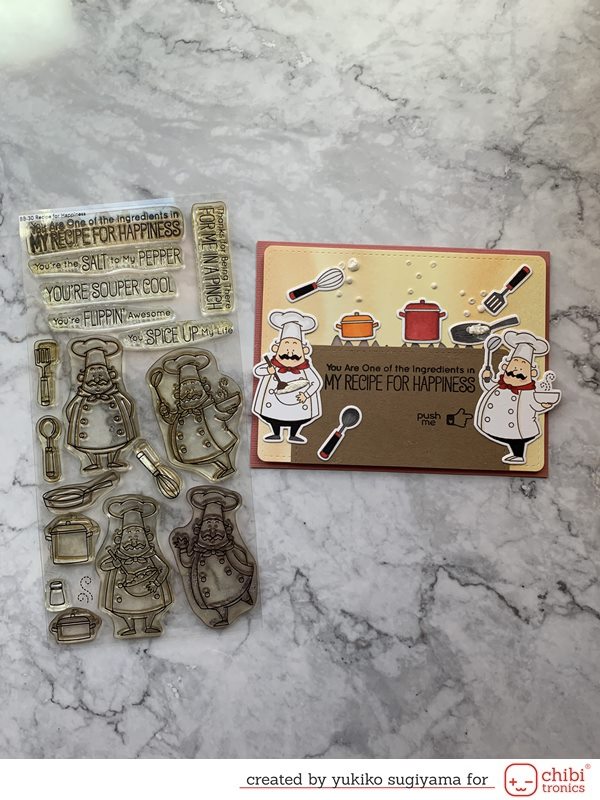 BB-30 Recipe for Happiness
You Are One of the Ingredients in
MY RECIPE FOR HAPPINESS
Thanks for Being There
FOR ME IN A PINCH
You're the SALT to My PEPPER
YOU'RE SOUPER COOL
You're FLIPPIN' Awesome
You SPICE UP My Life
You Are One of the Ingredients in
MY RECIPE FOR HAPPINESS
push
me
created by yukiko sugiyama for
chibi®
tronics